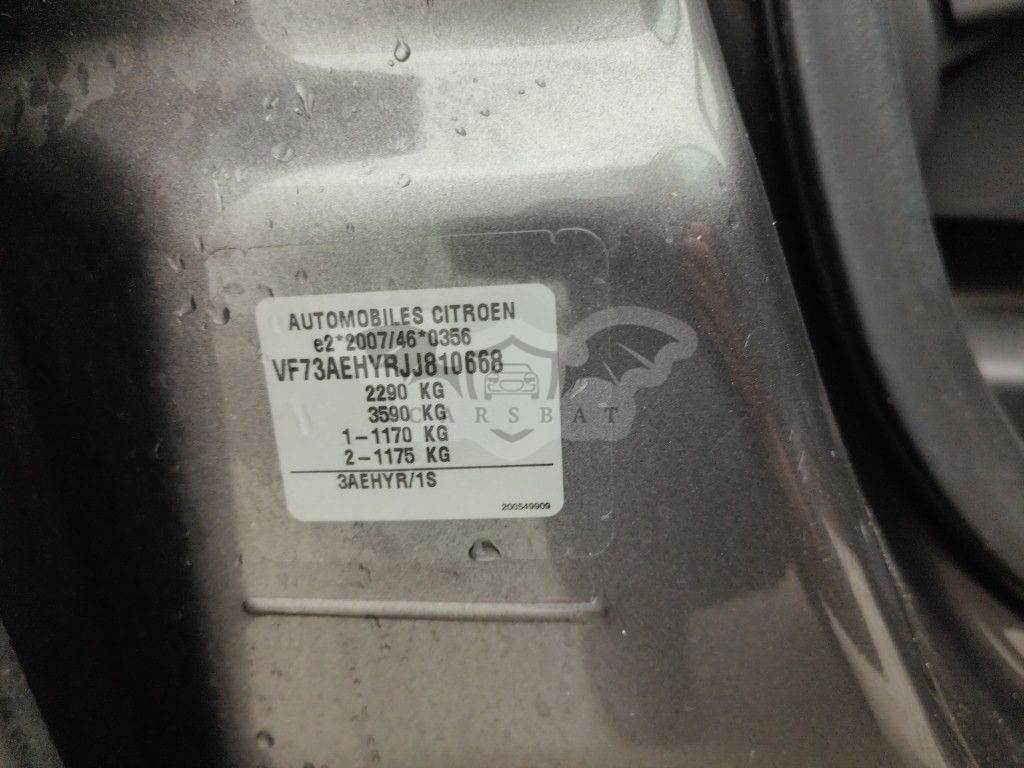 AUTOMOBILES CITROEN
e2*2007/46*0356
VF73AEHYRJJ810668
2290 KG
3590 KG
CARSBAT
1-1170 KG
2-1175 KG
3AEHYR/1S
200549909